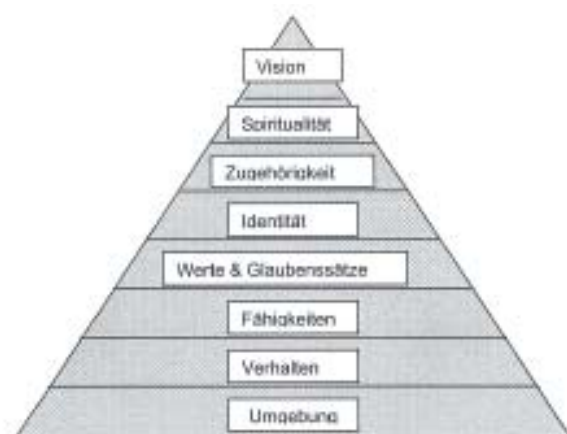 Vision
Spiritualität
Zugehörigkeit
Identität
Werte & Glaubenssätze
Fähigkeiten
Verhalten
Umgebung